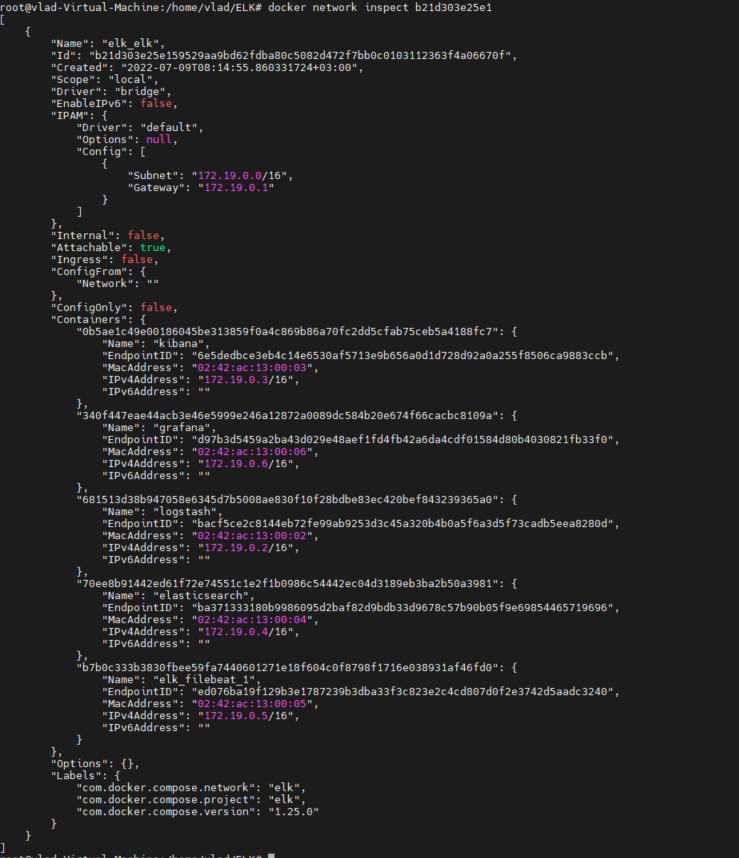 root@vlad-Virtual-Machine:/home/vlad/ELK# docker network inspect b21d303e25e1
[
    {
        "Name": "elk_elk",
        "Id": "b21d303e25e159529aa9bd62fdba80c5082d472f7bb0c0103112363f4a06670f",
        "Created": "2022-07-09T08:14:55.860331724+03:00",
        "Scope": "local",
        "Driver": "bridge",
        "EnableIPv6": false,
        "IPAM": {
            "Driver": "default",
            "Options": null,
            "Config": [
                {
                    "Subnet": "172.19.0.0/16",
                    "Gateway": "172.19.0.1"
                }
            ]
        },
        "Internal": false,
        "Attachable": true,
        "Ingress": false,
        "ConfigFrom": {
            "Network": ""
        },
        "ConfigOnly": false,
        "Containers": {
            "0b5ae1c49e00186045be313859f0a4c869b86a70fc2dd5cfab75ceb5a4188fc7": {
                "Name": "kibana",
                "EndpointID": "6e5dedbce3eb4c14e6530af5713e9b656a0d1d728d92a0a255f8506ca9883ccb",
                "MacAddress": "02:42:ac:13:00:03",
                "IPv4Address": "172.19.0.3/16",
                "IPv6Address": ""
            },
            "340f447eae44acb3e46e5999e246a12872a0089dc584b20e674f66cacbc8109a": {
                "Name": "grafana",
                "EndpointID": "d97b3d5459a2ba43d029e48aef1fd4fb42a6da4cdf01584d80b4030821fb33f0",
                "MacAddress": "02:42:ac:13:00:06",
                "IPv4Address": "172.19.0.6/16",
                "IPv6Address": ""
            },
            "681513d38b947058e6345d7b5008ae830f10f28bdbe83ec420bef843239365a0": {
                "Name": "logstash",
                "EndpointID": "bacf5ce2c8144eb72fe99ab9253d3c45a320b4b0a5f6a3d5f73cadb5eea8280d",
                "MacAddress": "02:42:ac:13:00:02",
                "IPv4Address": "172.19.0.2/16",
                "IPv6Address": ""
            },
            "70ee8b91442ed61f72e74551c1e2f1b0986c54442ec04d3189eb3ba2b50a3981": {
                "Name": "elasticsearch",
                "EndpointID": "ba371333180b9986095d2baf82d9bdb33d9678c57b90b05f9e69854465719696",
                "MacAddress": "02:42:ac:13:00:04",
                "IPv4Address": "172.19.0.4/16",
                "IPv6Address": ""
            },
            "b7b0c333b3830fbee59fa7440601271e18f604c0f8798f1716e038931af46fd0": {
                "Name": "elk_filebeat_1",
                "EndpointID": "ed076ba19f129b3e1787239b3dba33f3c823e2c4cd807d0f2e3742d5aadc3240",
                "MacAddress": "02:42:ac:13:00:05",
                "IPv4Address": "172.19.0.5/16",
                "IPv6Address": ""
            }
        },
        "Options": {},
        "Labels": {
            "com.docker.compose.network": "elk",
            "com.docker.compose.project": "elk",
            "com.docker.compose.version": "1.25.0"
        }
    }
]
root@vlad-Virtual-Machine:/home/vlad/ELK#